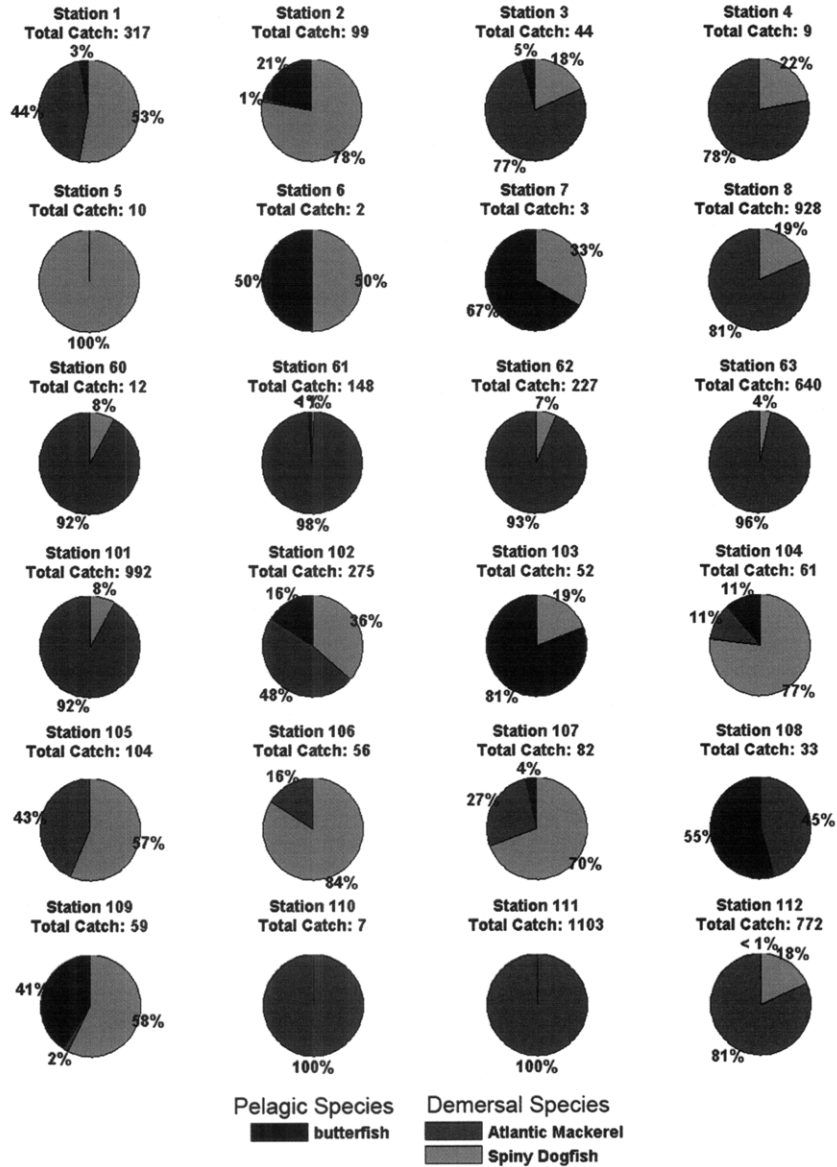 Station 1
Total Catch: 317
3%
44%
53%
Station 2
Total Catch: 99
21%
1%
78%
Station 3
Total Catch: 44
5%
18%
77%
Station 4
Total Catch: 9
22%
78%
Station 5
Total Catch: 10
100%
Station 6
Total Catch: 2
50%
50%
Station 7
Total Catch: 3
33%
67%
Station 8
Total Catch: 928
19%
81%
Station 60
Total Catch: 12
8%
92%
Station 61
Total Catch: 148
98%
Station 62
Total Catch: 227
7%
93%
Station 63
Total Catch: 640
4%
96%
Station 101
Total Catch: 992
8%
92%
Station 102
Total Catch: 275
16%
36%
48%
Station 103
Total Catch: 52
19%
81%
Station 104
Total Catch: 61
11%
11%
77%
Station 105
Total Catch: 104
43%
57%
Station 106
Total Catch: 56
16%
84%
Station 107
Total Catch: 82
4%
27%
70%
Station 108
Total Catch: 33
45%
55%
Station 109
Total Catch: 59
41%
58%
2%
Station 110
Total Catch: 7
100%
Station 111
Total Catch: 1103
100%
Station 112
Total Catch: 772
< 1%
18%
81%
Pelagic Species
butterfish
Demersal Species
Atlantic Mackerel
Spiny Dogfish